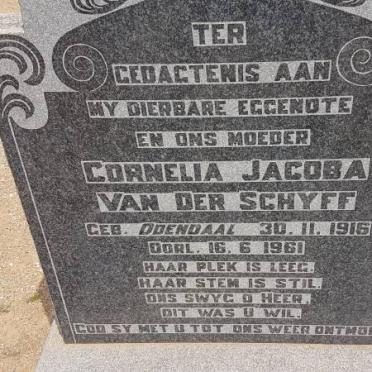 TER
GEDAGTENIS AAN
MY DIERBARE EGGENOTE
EN ONS MOEDER
CORNELIA JACOBA
VAN DER SCHYFF
GEB. ODENDAAL 30.11.1916
OORL. 16.6 1961
HAAR PLEK IS LEEG.
HAAR STEM IS STIL.
ONS SWYG O HEER,
DIT WAS U WIL.
GOD SY MET U TOT ONS WEER ONTMOE